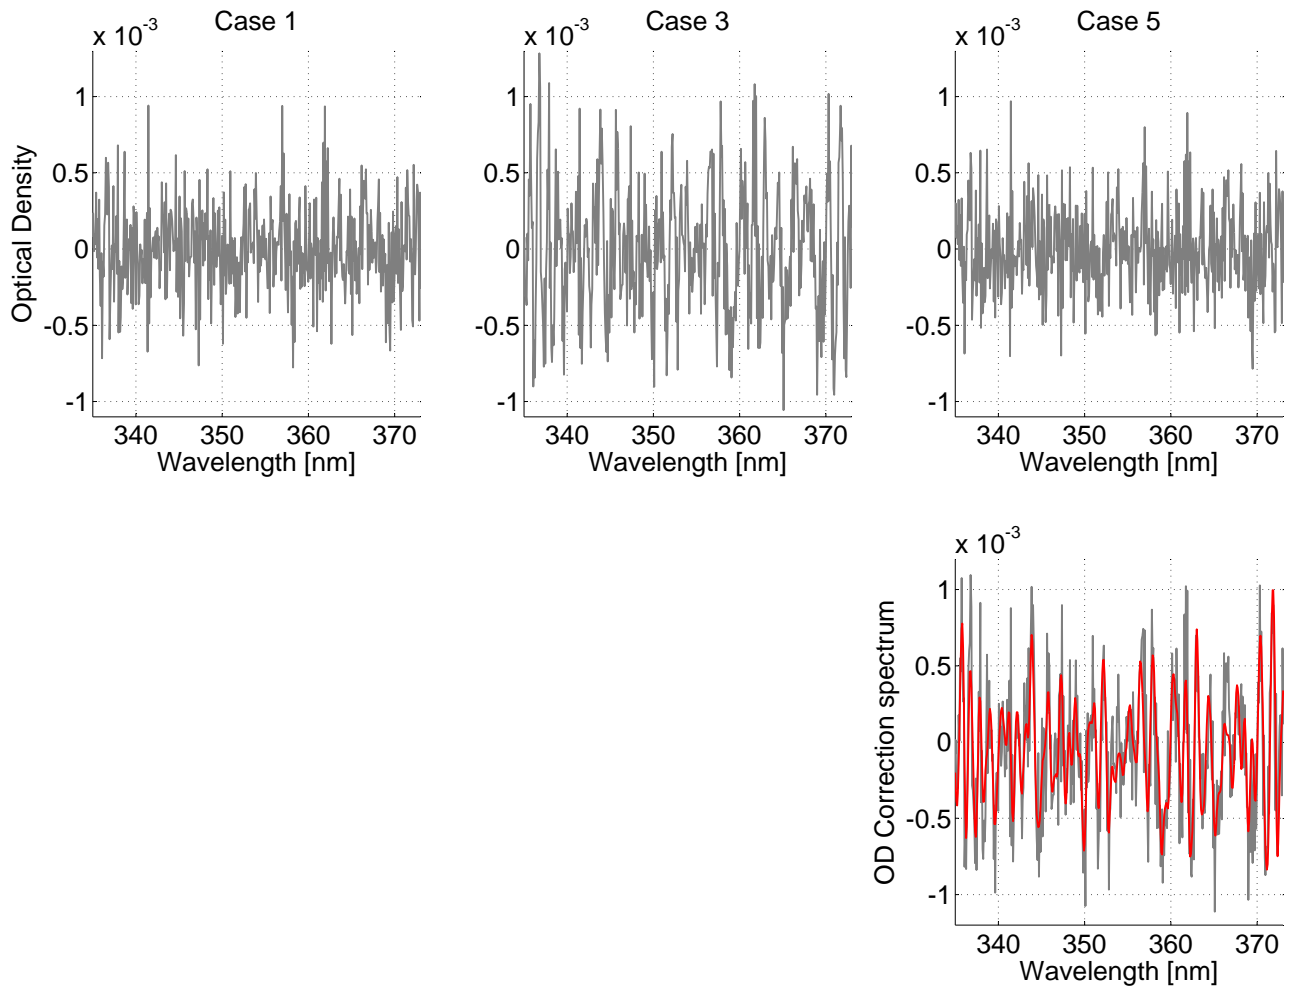 Case 1
Case 3
Case 5
x 10^-3
x 10^-3
x 10^-3
1
0.5
0
-0.5
-1
1
0.5
0
-0.5
-1
1
0.5
0
-0.5
-1
Optical Density
340 350 360 370
340 350 360 370
340 350 360 370
Wavelength [nm]
Wavelength [nm]
Wavelength [nm]
x 10^-3
1
0.5
0
-0.5
-1
OD Correction spectrum
340 350 360 370
Wavelength [nm]